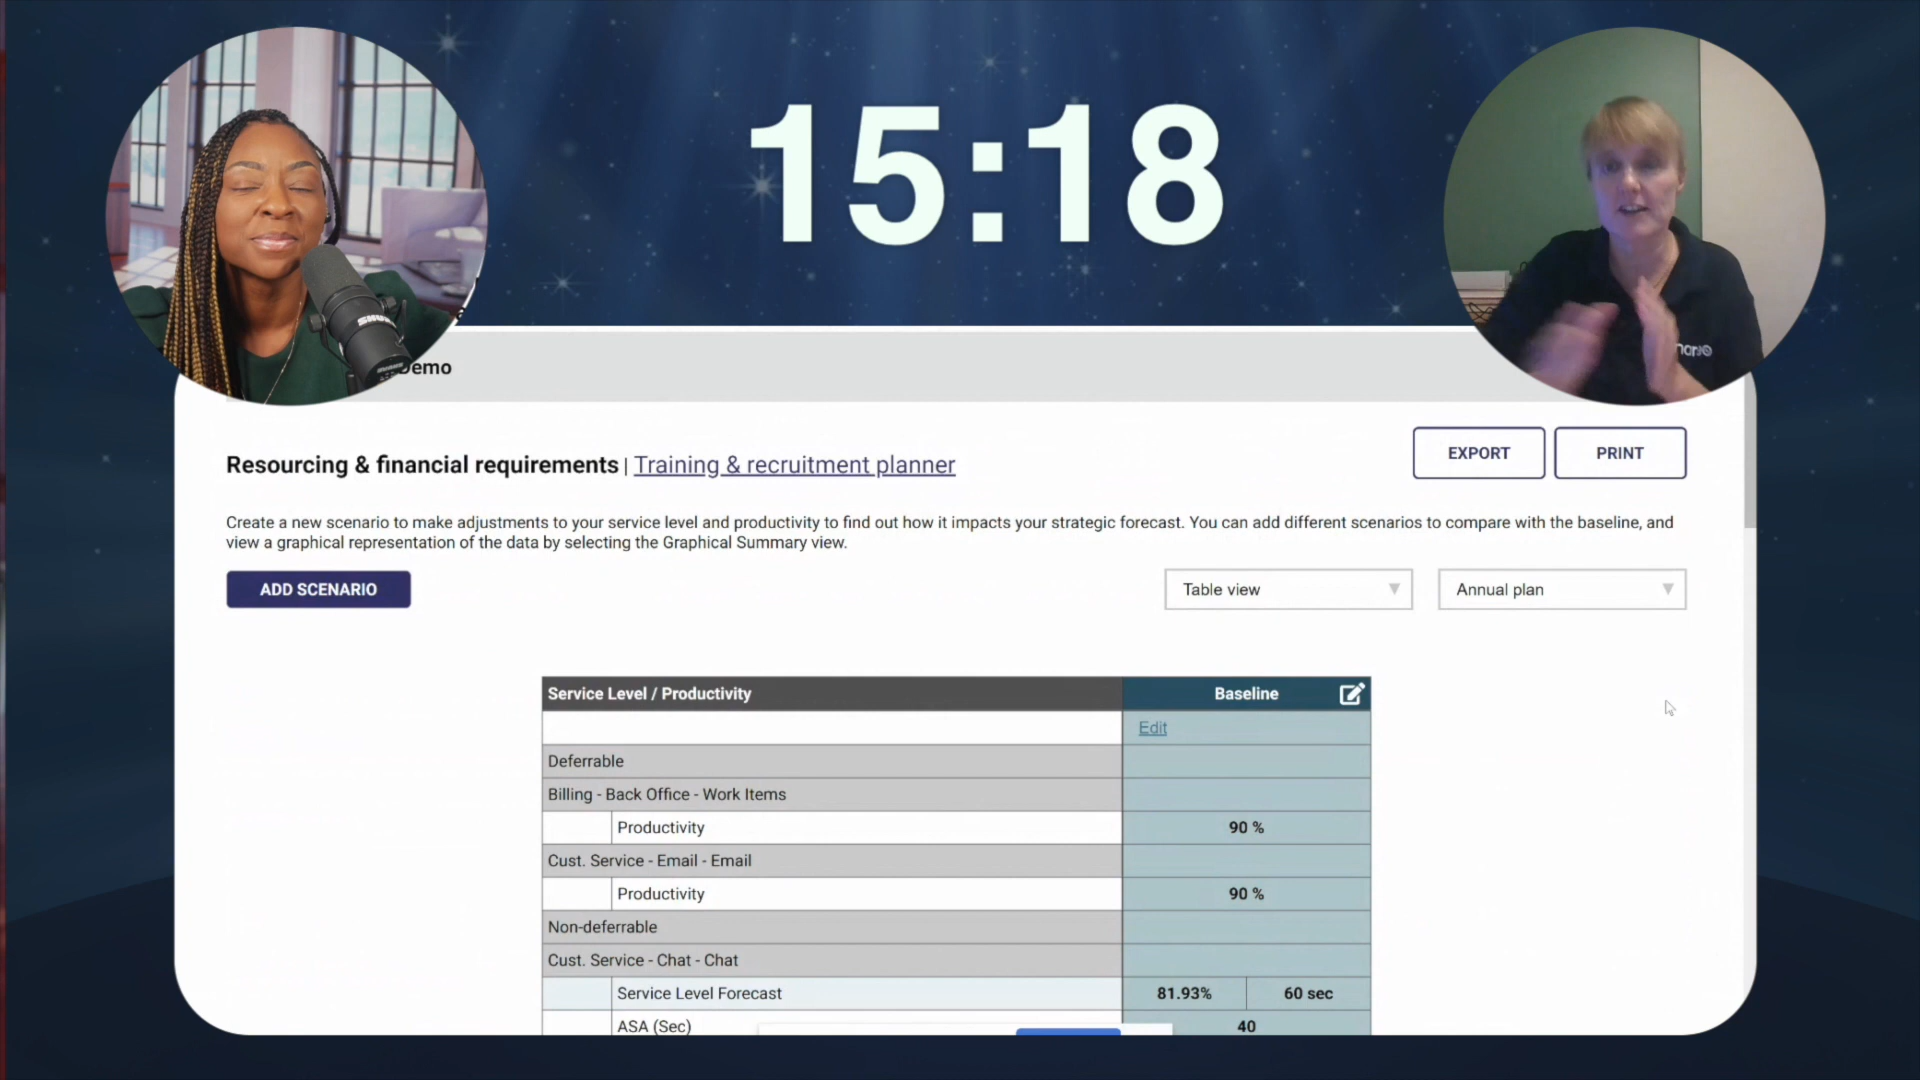 15:18
SHURE
Demo
Resourcing & financial requirements | Training & recruitment planner
EXPORT
PRINT
Create a new scenario to make adjustments to your service level and productivity to find out how it impacts your strategic forecast. You can add different scenarios to compare with the baseline, and
view a graphical representation of the data by selecting the Graphical Summary view.
ADD SCENARIO
Table view
Annual plan
Service Level / Productivity
Baseline
Edit
Deferrable
Billing - Back Office - Work Items
Productivity
90 %
Cust. Service - Email - Email
Productivity
90 %
Non-deferrable
Cust. Service - Chat - Chat
Service Level Forecast
81.93%
60 sec
ASA (Sec)
40